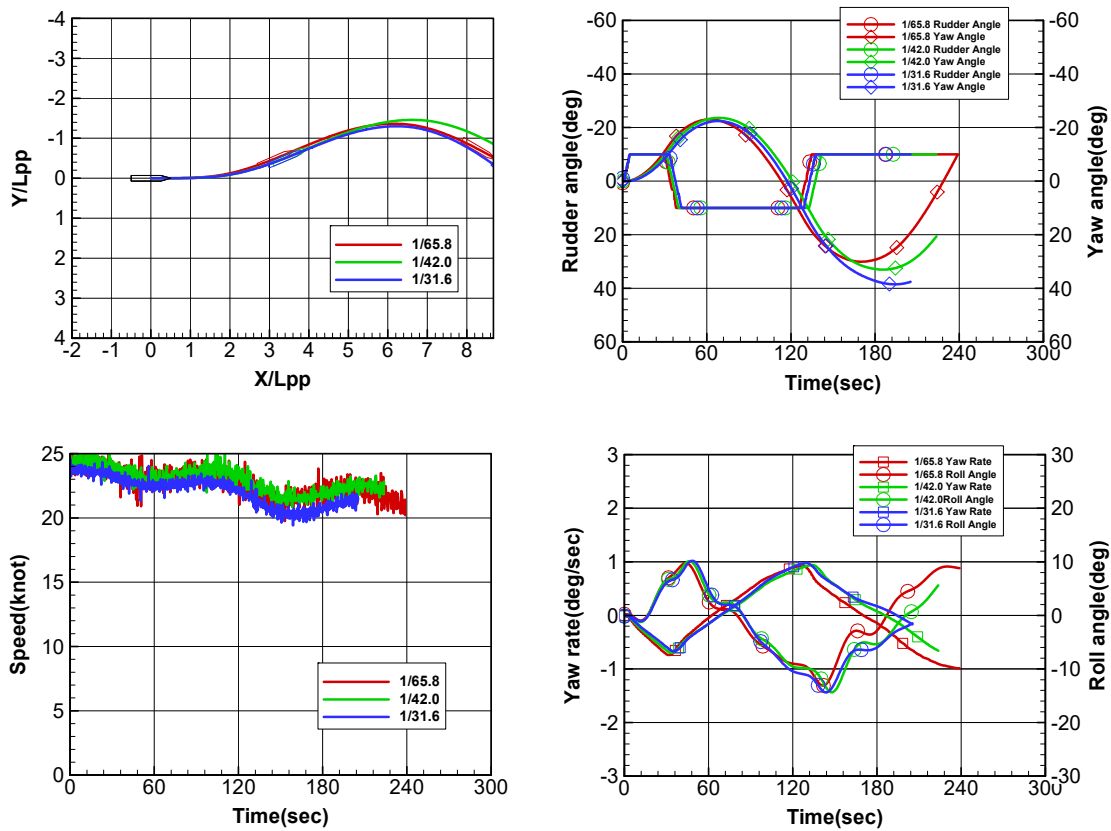 -4
-3
-2
-1
0
1
2
3
4
Y/Lpp
-2 -1 0 1 2 3 4 5 6 7 8
X/Lpp
1/65.8
1/42.0
1/31.6
-60
-40
-20
0
20
40
60
Rudder angle(deg)
1/65.8 Rudder Angle
1/65.8 Yaw Angle
1/42.0 Rudder Angle
1/42.0 Yaw Angle
1/31.6 Rudder Angle
1/31.6 Yaw Angle
-60
-40
-20
0
20
40
60
Yaw angle(deg)
0 60 120 180 240 300
Time(sec)
25
20
15
10
5
0
Speed(knot)
1/65.8
1/42.0
1/31.6
0 60 120 180 240 300
Time(sec)
3
2
1
0
-1
-2
-3
Yaw rate(deg/sec)
1/65.8 Yaw Rate
1/65.8 Roll Angle
1/42.0 Yaw Rate
1/42.0Roll Angle
1/31.6 Yaw Rate
1/31.6 Roll Angle
30
20
10
0
-10
-20
-30
Roll angle(deg)
0 60 120 180 240 300
Time(sec)